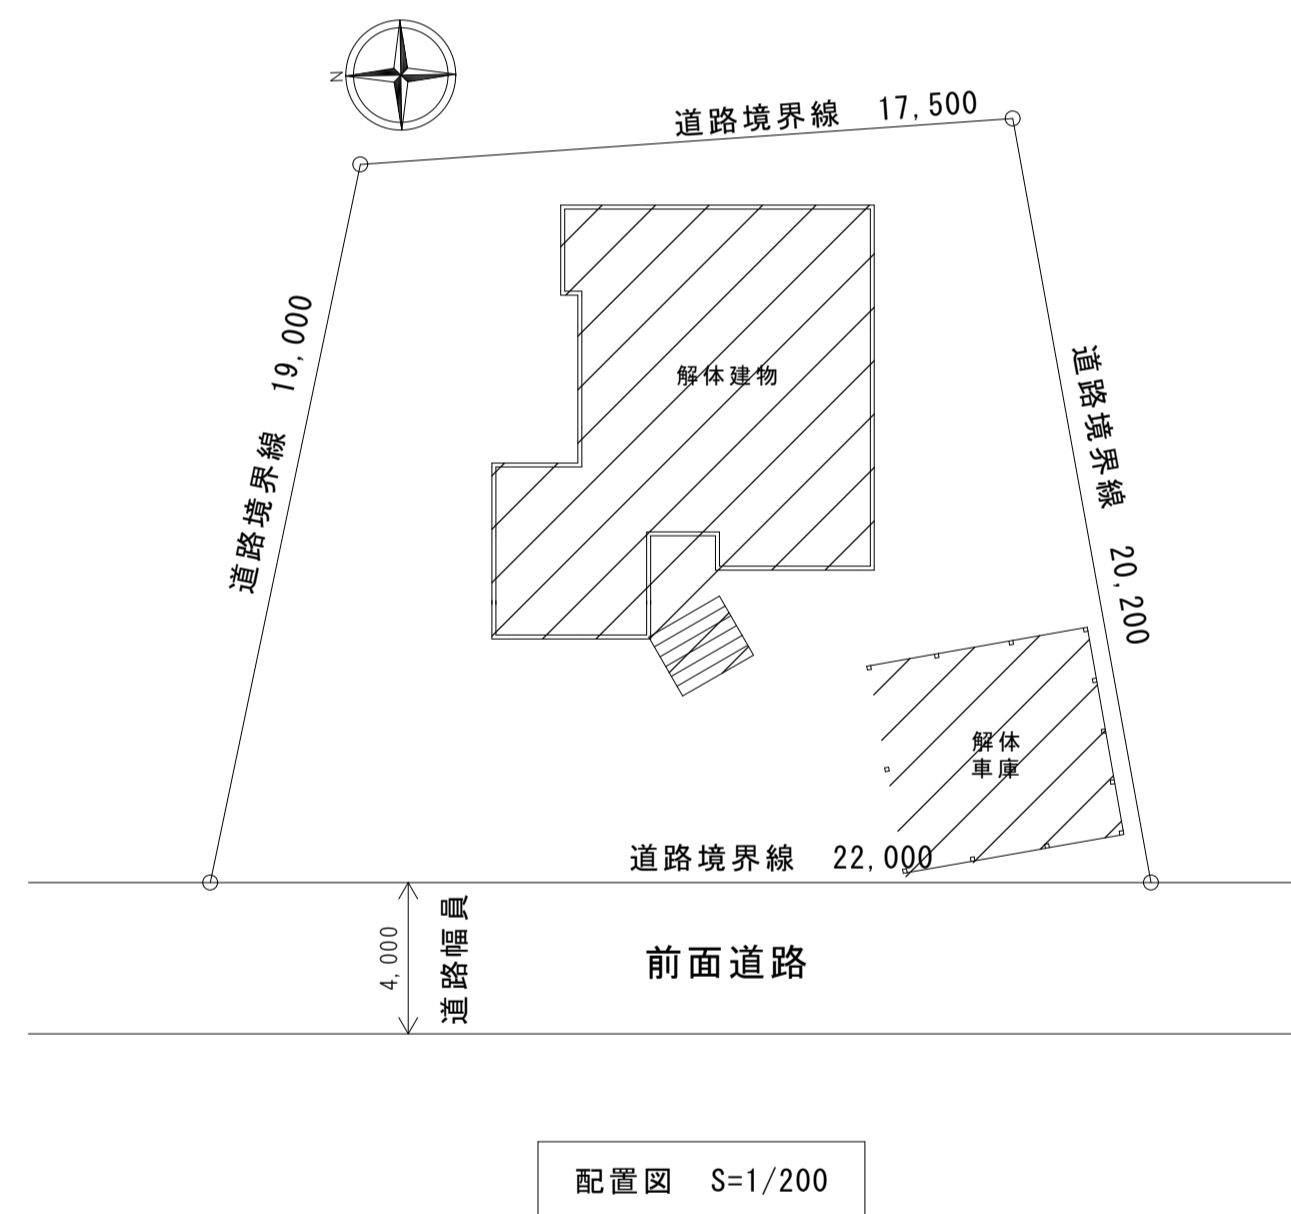 N
道路境界線 17,500
道路境界線 19,000
解体建物
道路境界線 20,200
解体
車庫
道路境界線 22,000
4,000
道路幅員
前面道路
配置図 S=1/200